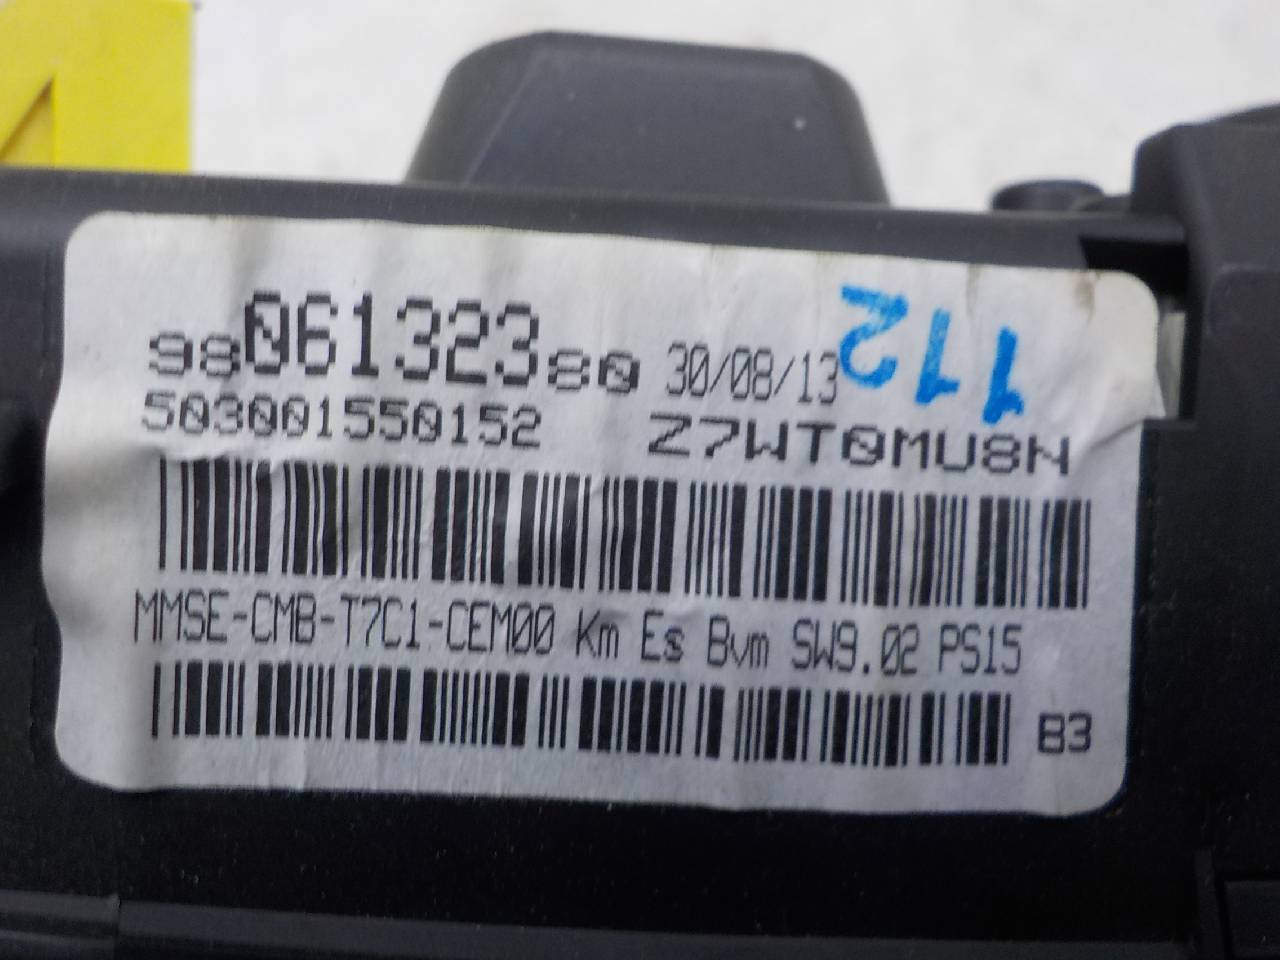 9806132380 30/08/13 112
503001550152 Z7WT0MU8N
MMSE-CMB-T7C1-CEM00 Km Es Bvm SW9.02 PS15
B3